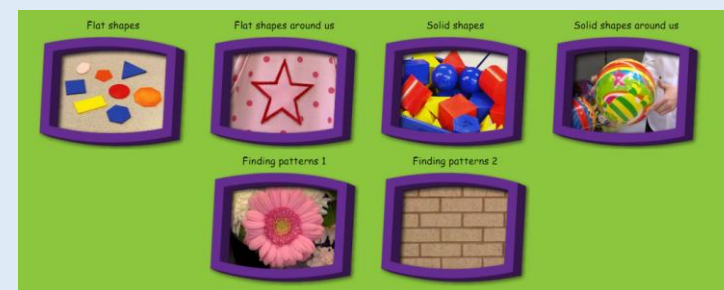 Flat shapes
Flat shapes around us
Solid shapes
Solid shapes around us
Finding patterns 1
Finding patterns 2